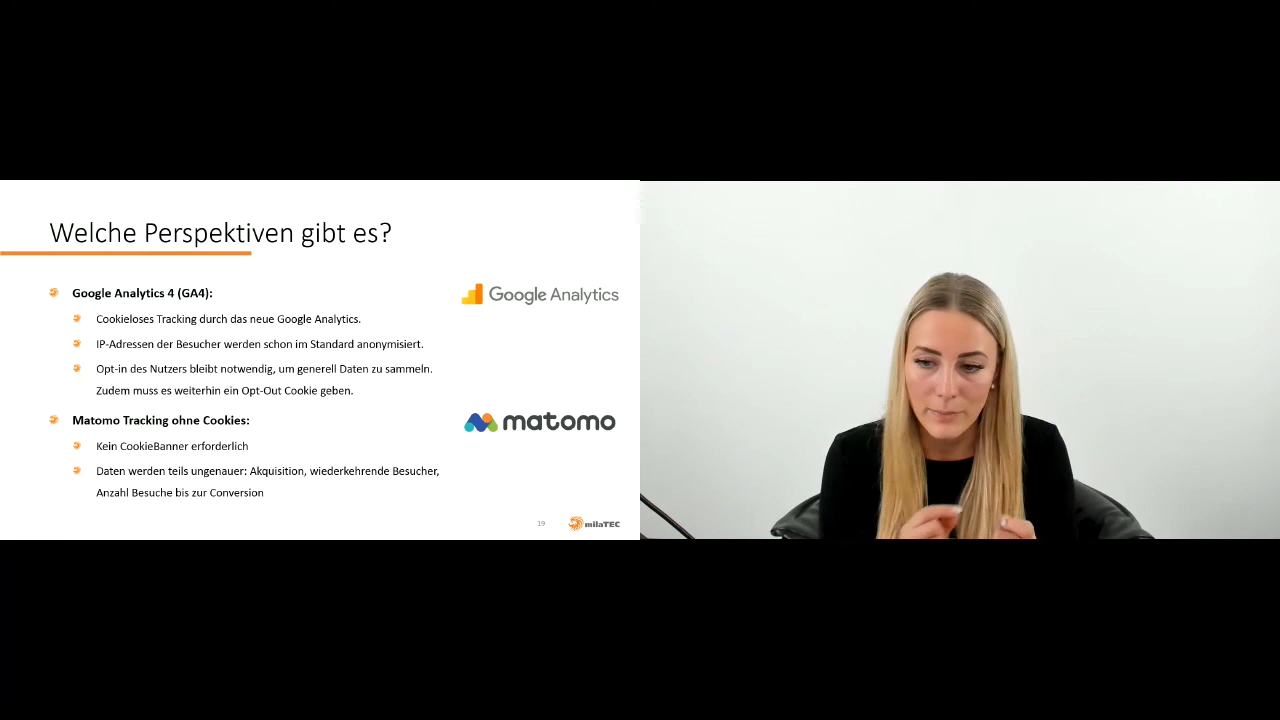 Welche Perspektiven gibt es?
Google Analytics 4 (GA4):
Google Analytics
Cookieloses Tracking durch das neue Google Analytics.
IP-Adressen der Besucher werden schon im Standard anonymisiert.
Opt-in des Nutzers bleibt notwendig, um generell Daten zu sammeln.
Zudem muss es weiterhin ein Opt-Out Cookie geben.
Matomo Tracking ohne Cookies:
matomo
Kein CookieBanner erforderlich
Daten werden teils ungenauer: Akquisition, wiederkehrende Besucher,
Anzahl Besuche bis zur Conversion
19
milaTEC